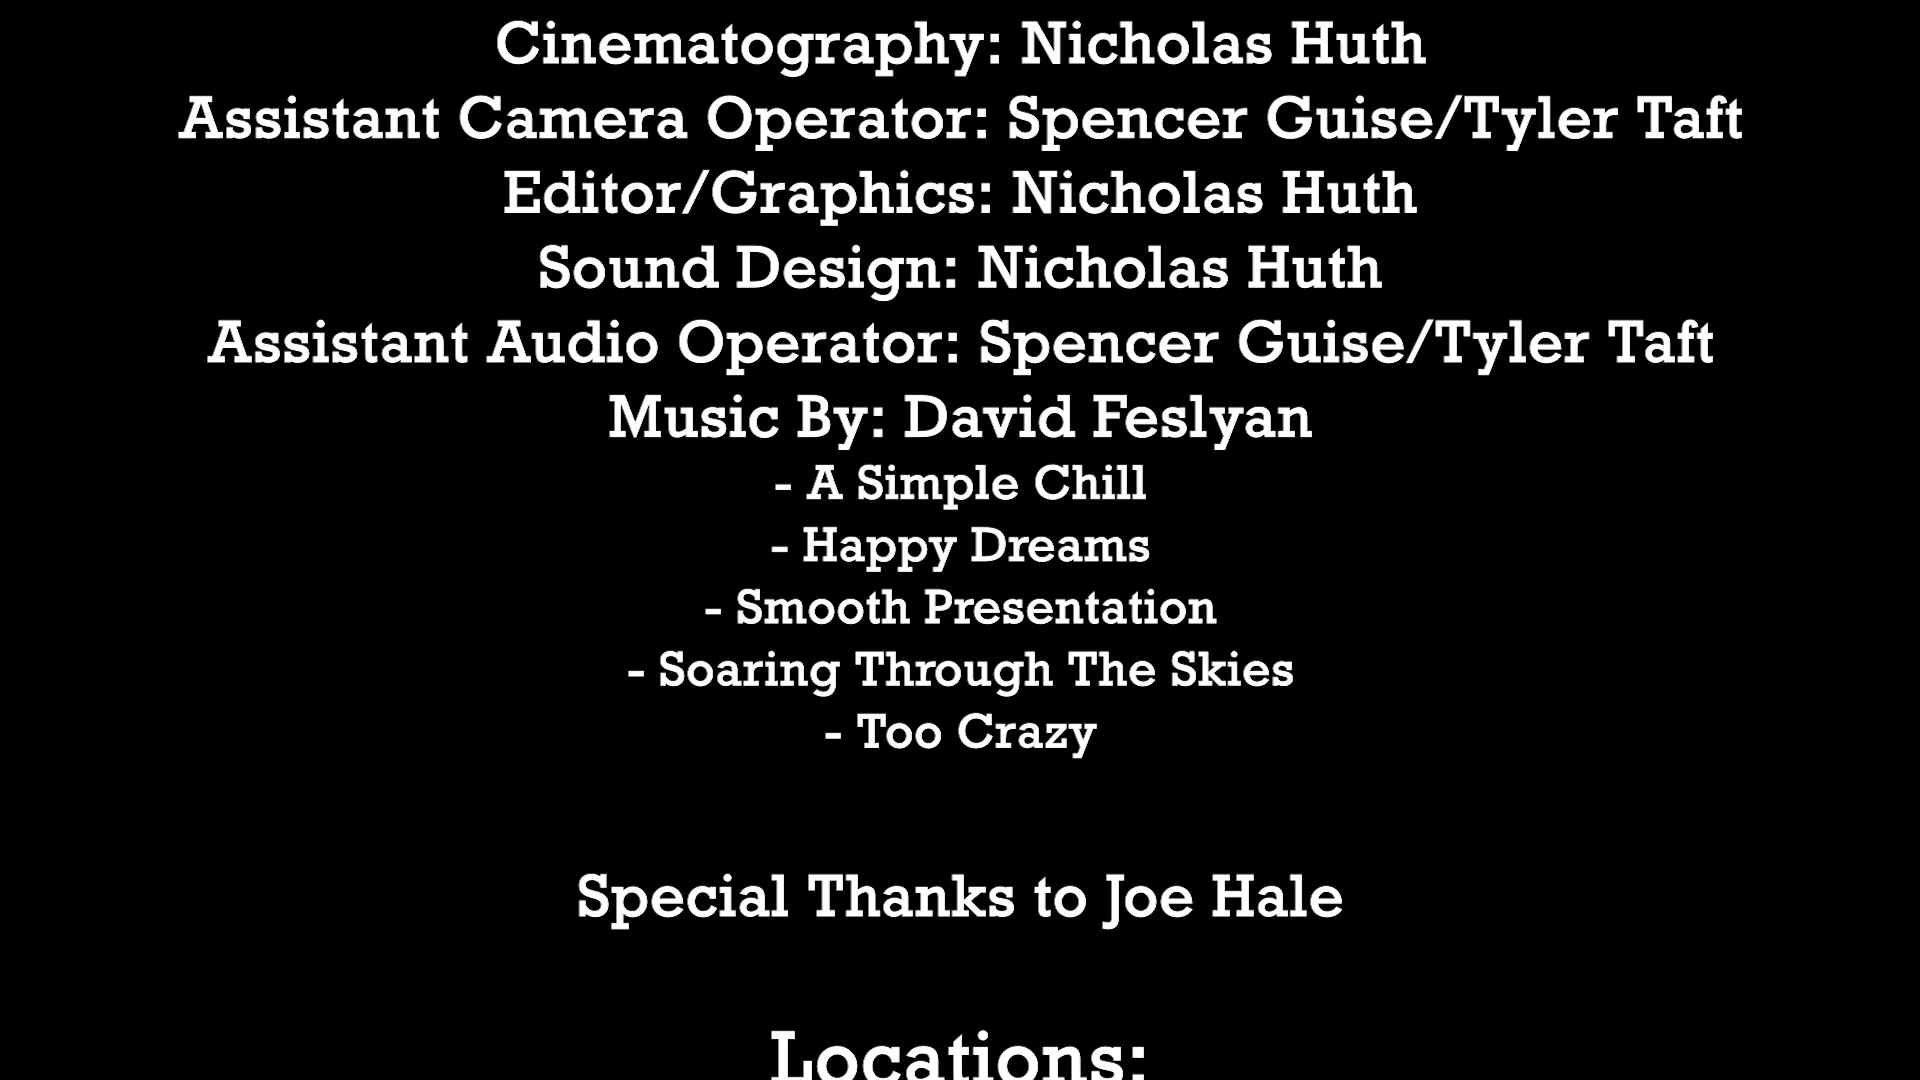 Cinematography: Nicholas Huth
Assistant Camera Operator: Spencer Guise/Tyler Taft
Editor/Graphics: Nicholas Huth
Sound Design: Nicholas Huth
Assistant Audio Operator: Spencer Guise/Tyler Taft
Music By: David Feslyan
- A Simple Chill
- Happy Dreams
- Smooth Presentation
- Soaring Through The Skies
- Too Crazy
Special Thanks to Joe Hale
Locations: